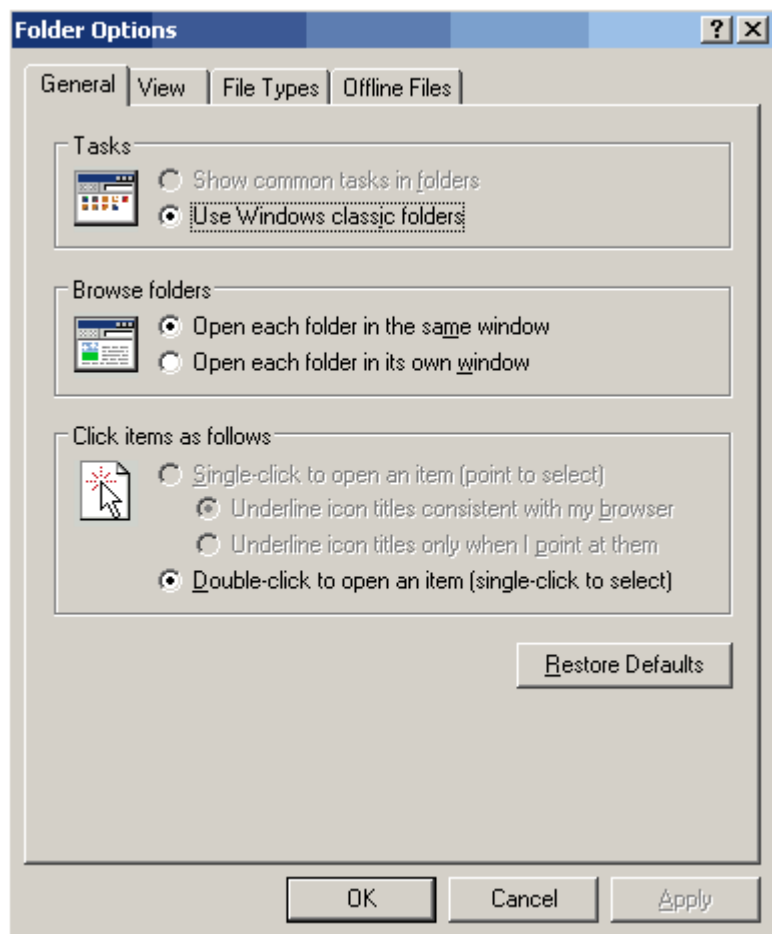 Folder Options
General View File Types Offline Files
Tasks
Show common tasks in folders
Use Windows classic folders
Browse folders
Open each folder in the same window
Open each folder in its own window
Click items as follows
Single-click to open an item (point to select)
Underline icon titles consistent with my browser
Underline icon titles only when I point at them
Double-click to open an item (single-click to select)
Restore Defaults
OK Cancel Apply